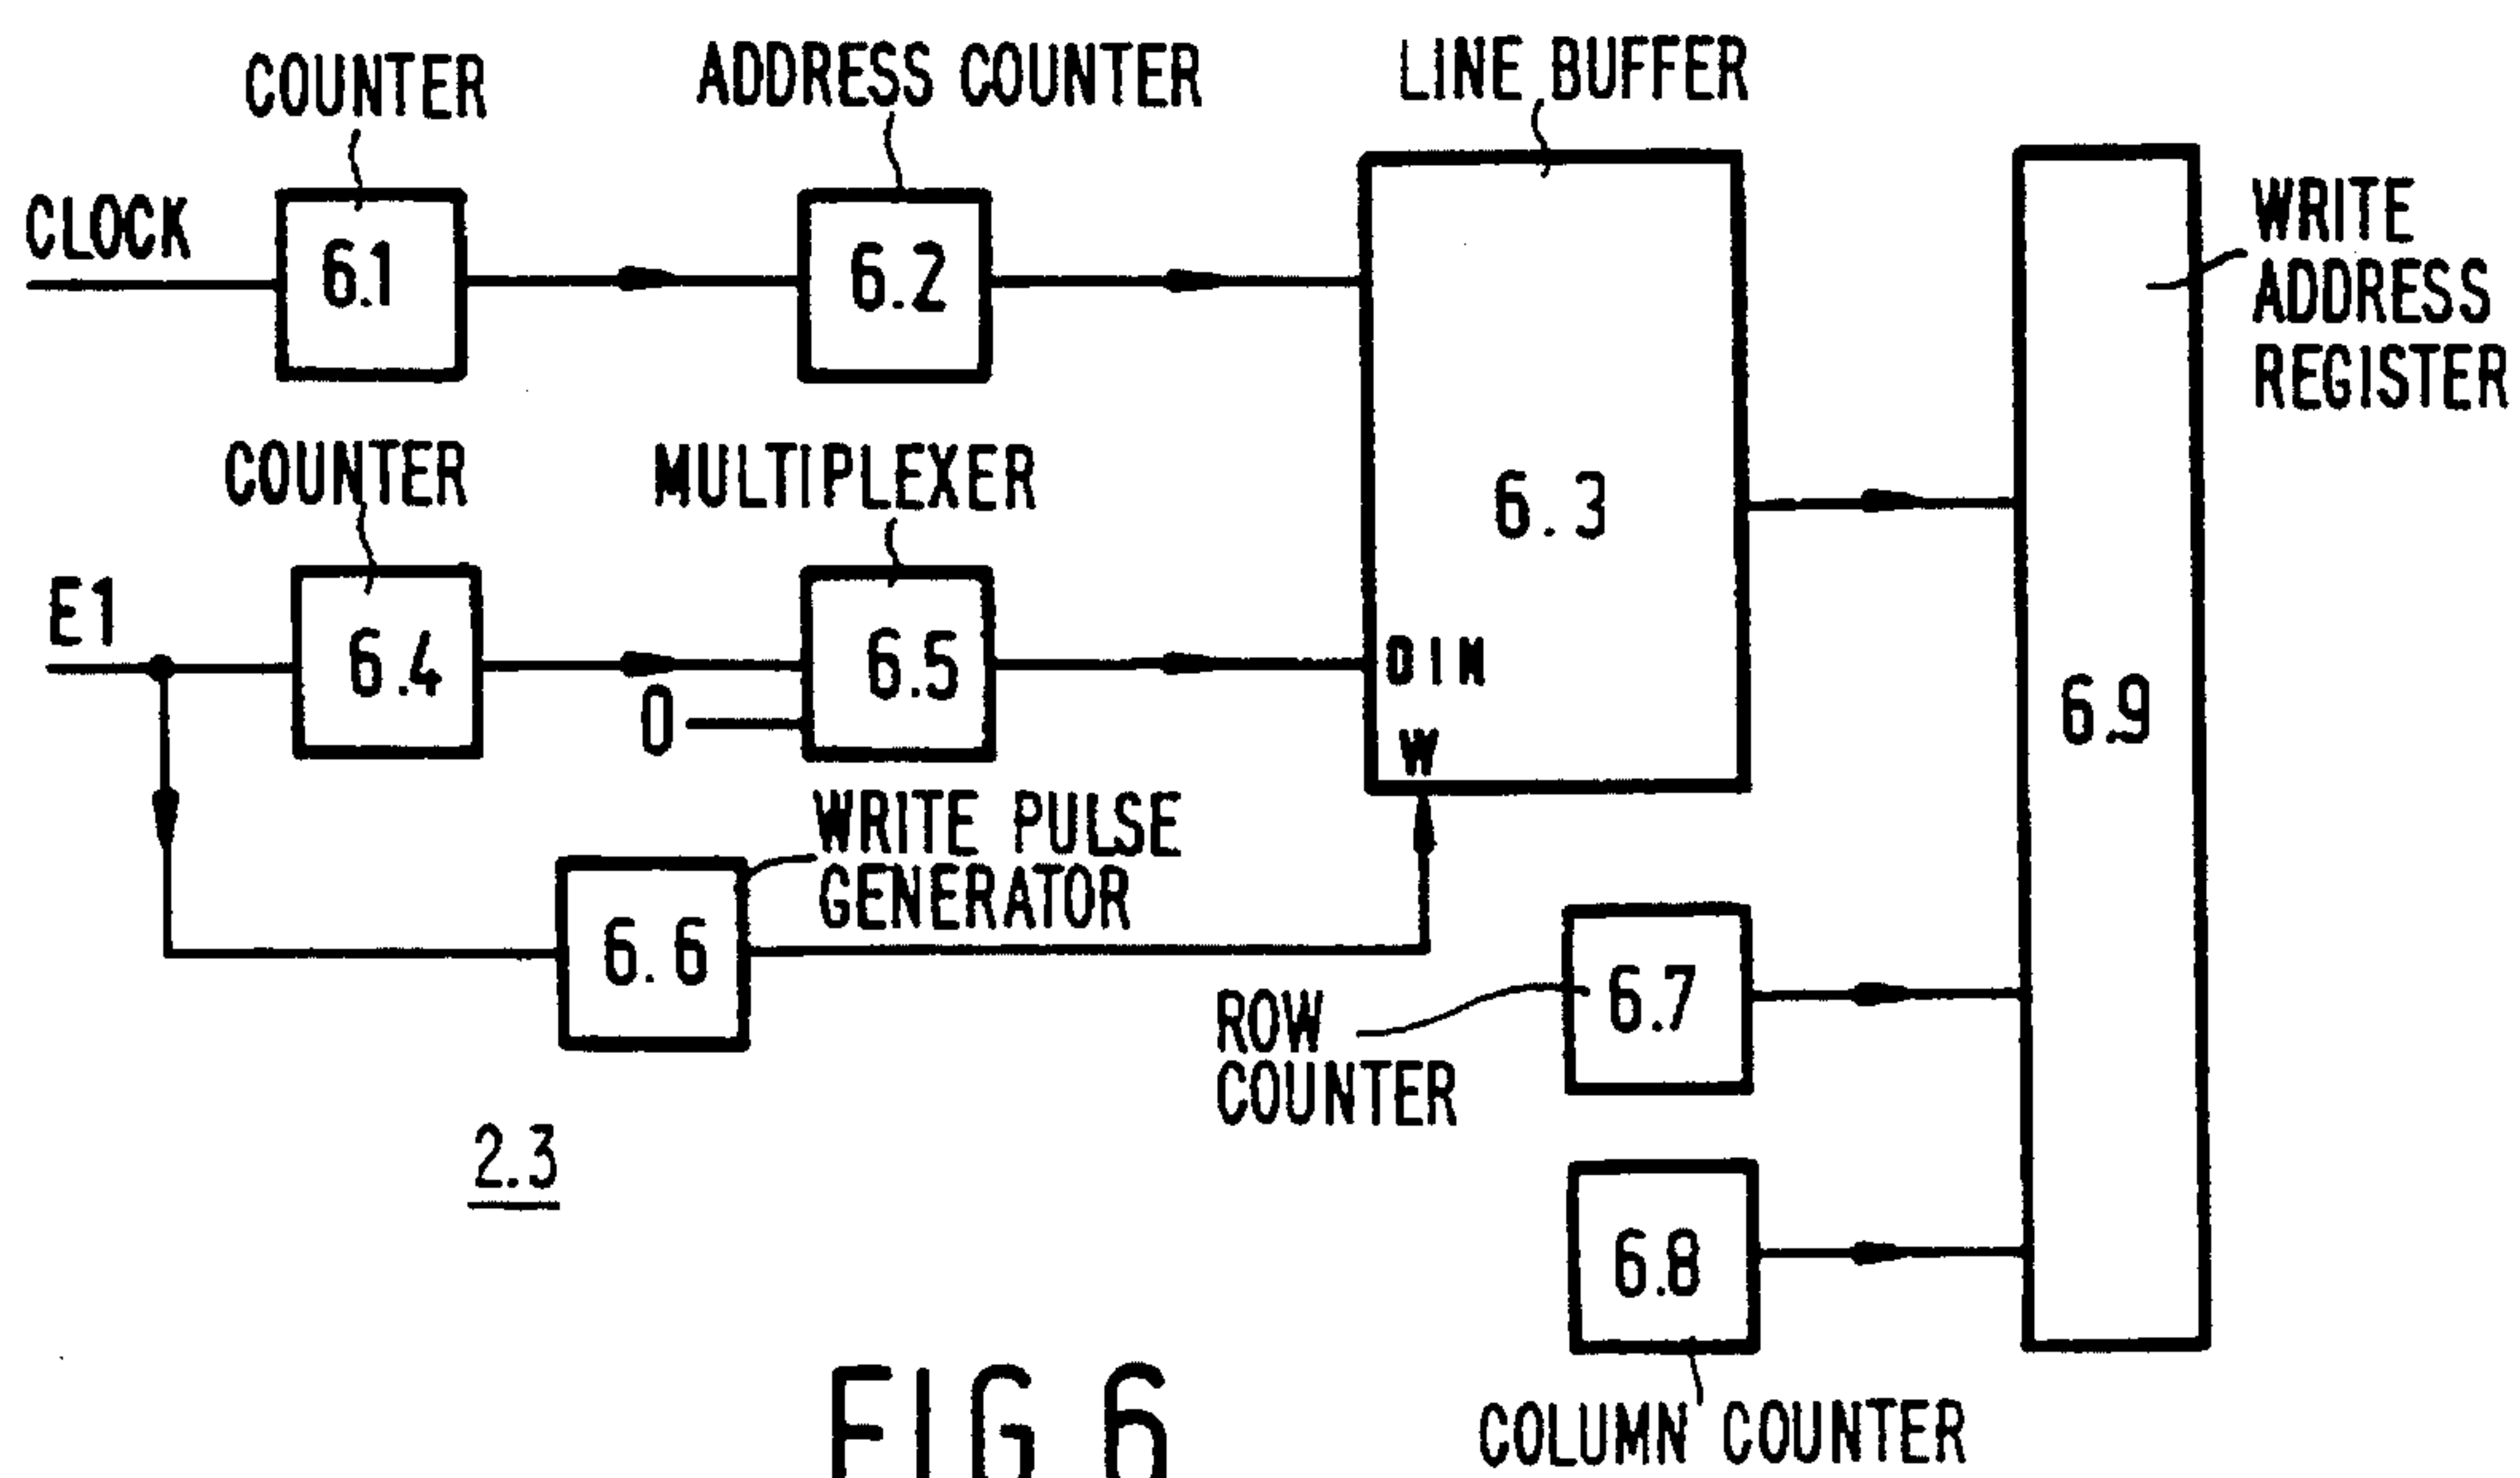 COUNTER
ADDRESS COUNTER
LINE BUFFER
CLOCK
6.1
6.2
WRITE
ADDRESS
REGISTER
COUNTER
MULTIPLEXER
6.3
E1
6.4
6.5
DIN
0
W
6.9
WRITE PULSE
GENERATOR
6.6
ROW
COUNTER
6.7
2.3
6.8
COLUMN COUNTER
FIG 6